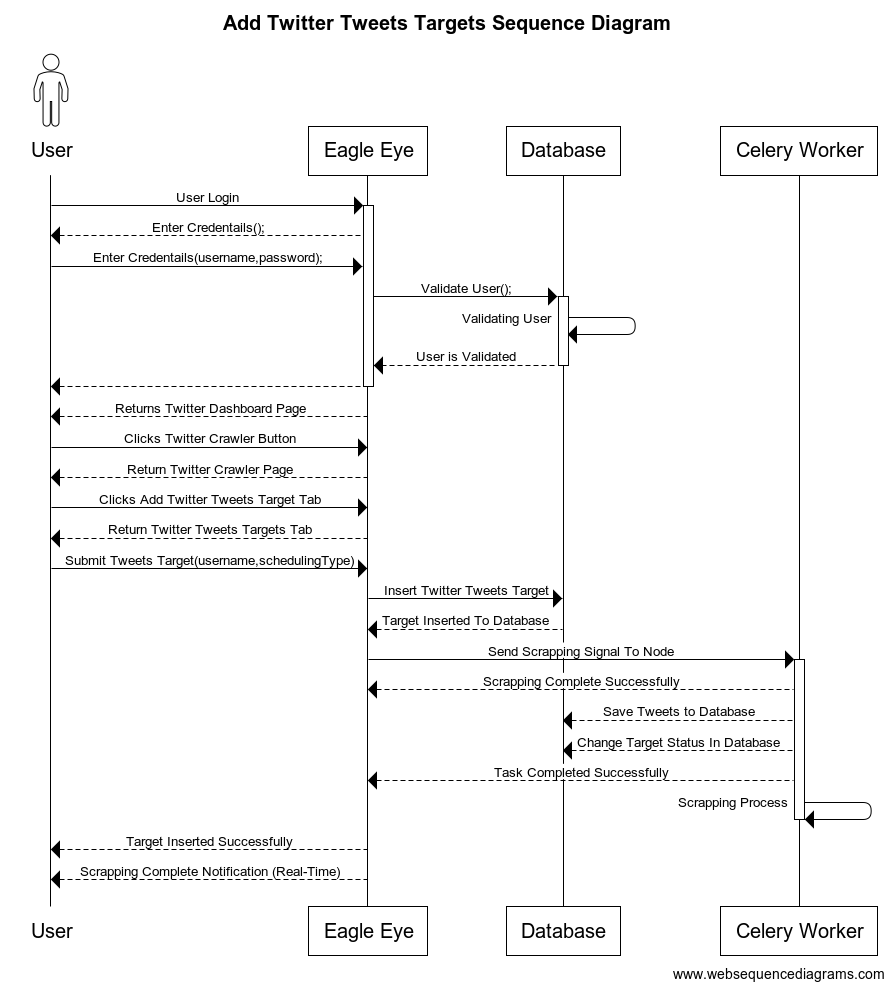 Add Twitter Tweets Targets Sequence Diagram
User
Eagle Eye
Database
Celery Worker
User Login
Enter Credentails();
Enter Credentails(username,password);
Validate User();
Validating User
User is Validated
Returns Twitter Dashboard Page
Clicks Twitter Crawler Button
Return Twitter Crawler Page
Clicks Add Twitter Tweets Target Tab
Return Twitter Tweets Targets Tab
Submit Tweets Target(username,schedulingType)
Insert Twitter Tweets Target
Target Inserted To Database
Send Scrapping Signal To Node
Scrapping Complete Successfully
Save Tweets to Database
Change Target Status In Database
Task Completed Successfully
Scrapping Process
Target Inserted Successfully
Scrapping Complete Notification (Real-Time)
User
Eagle Eye
Database
Celery Worker
www.websequencediagrams.com